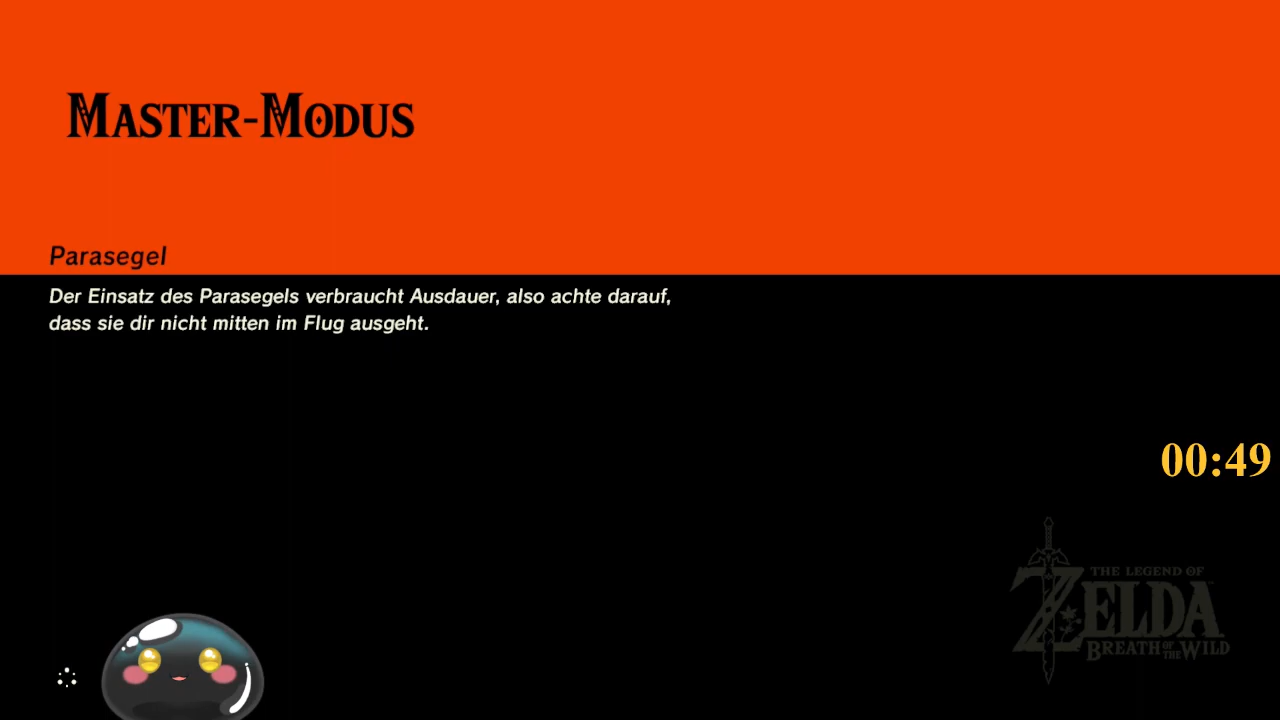 MASTER-MODUS
Parasegel
Der Einsatz des Parasegels verbraucht Ausdauer, also achte darauf,
dass sie dir nicht mitten im Flug ausgeht.
00:49
THE LEGEND OF
ZELDA
BREATH OF THE WILD